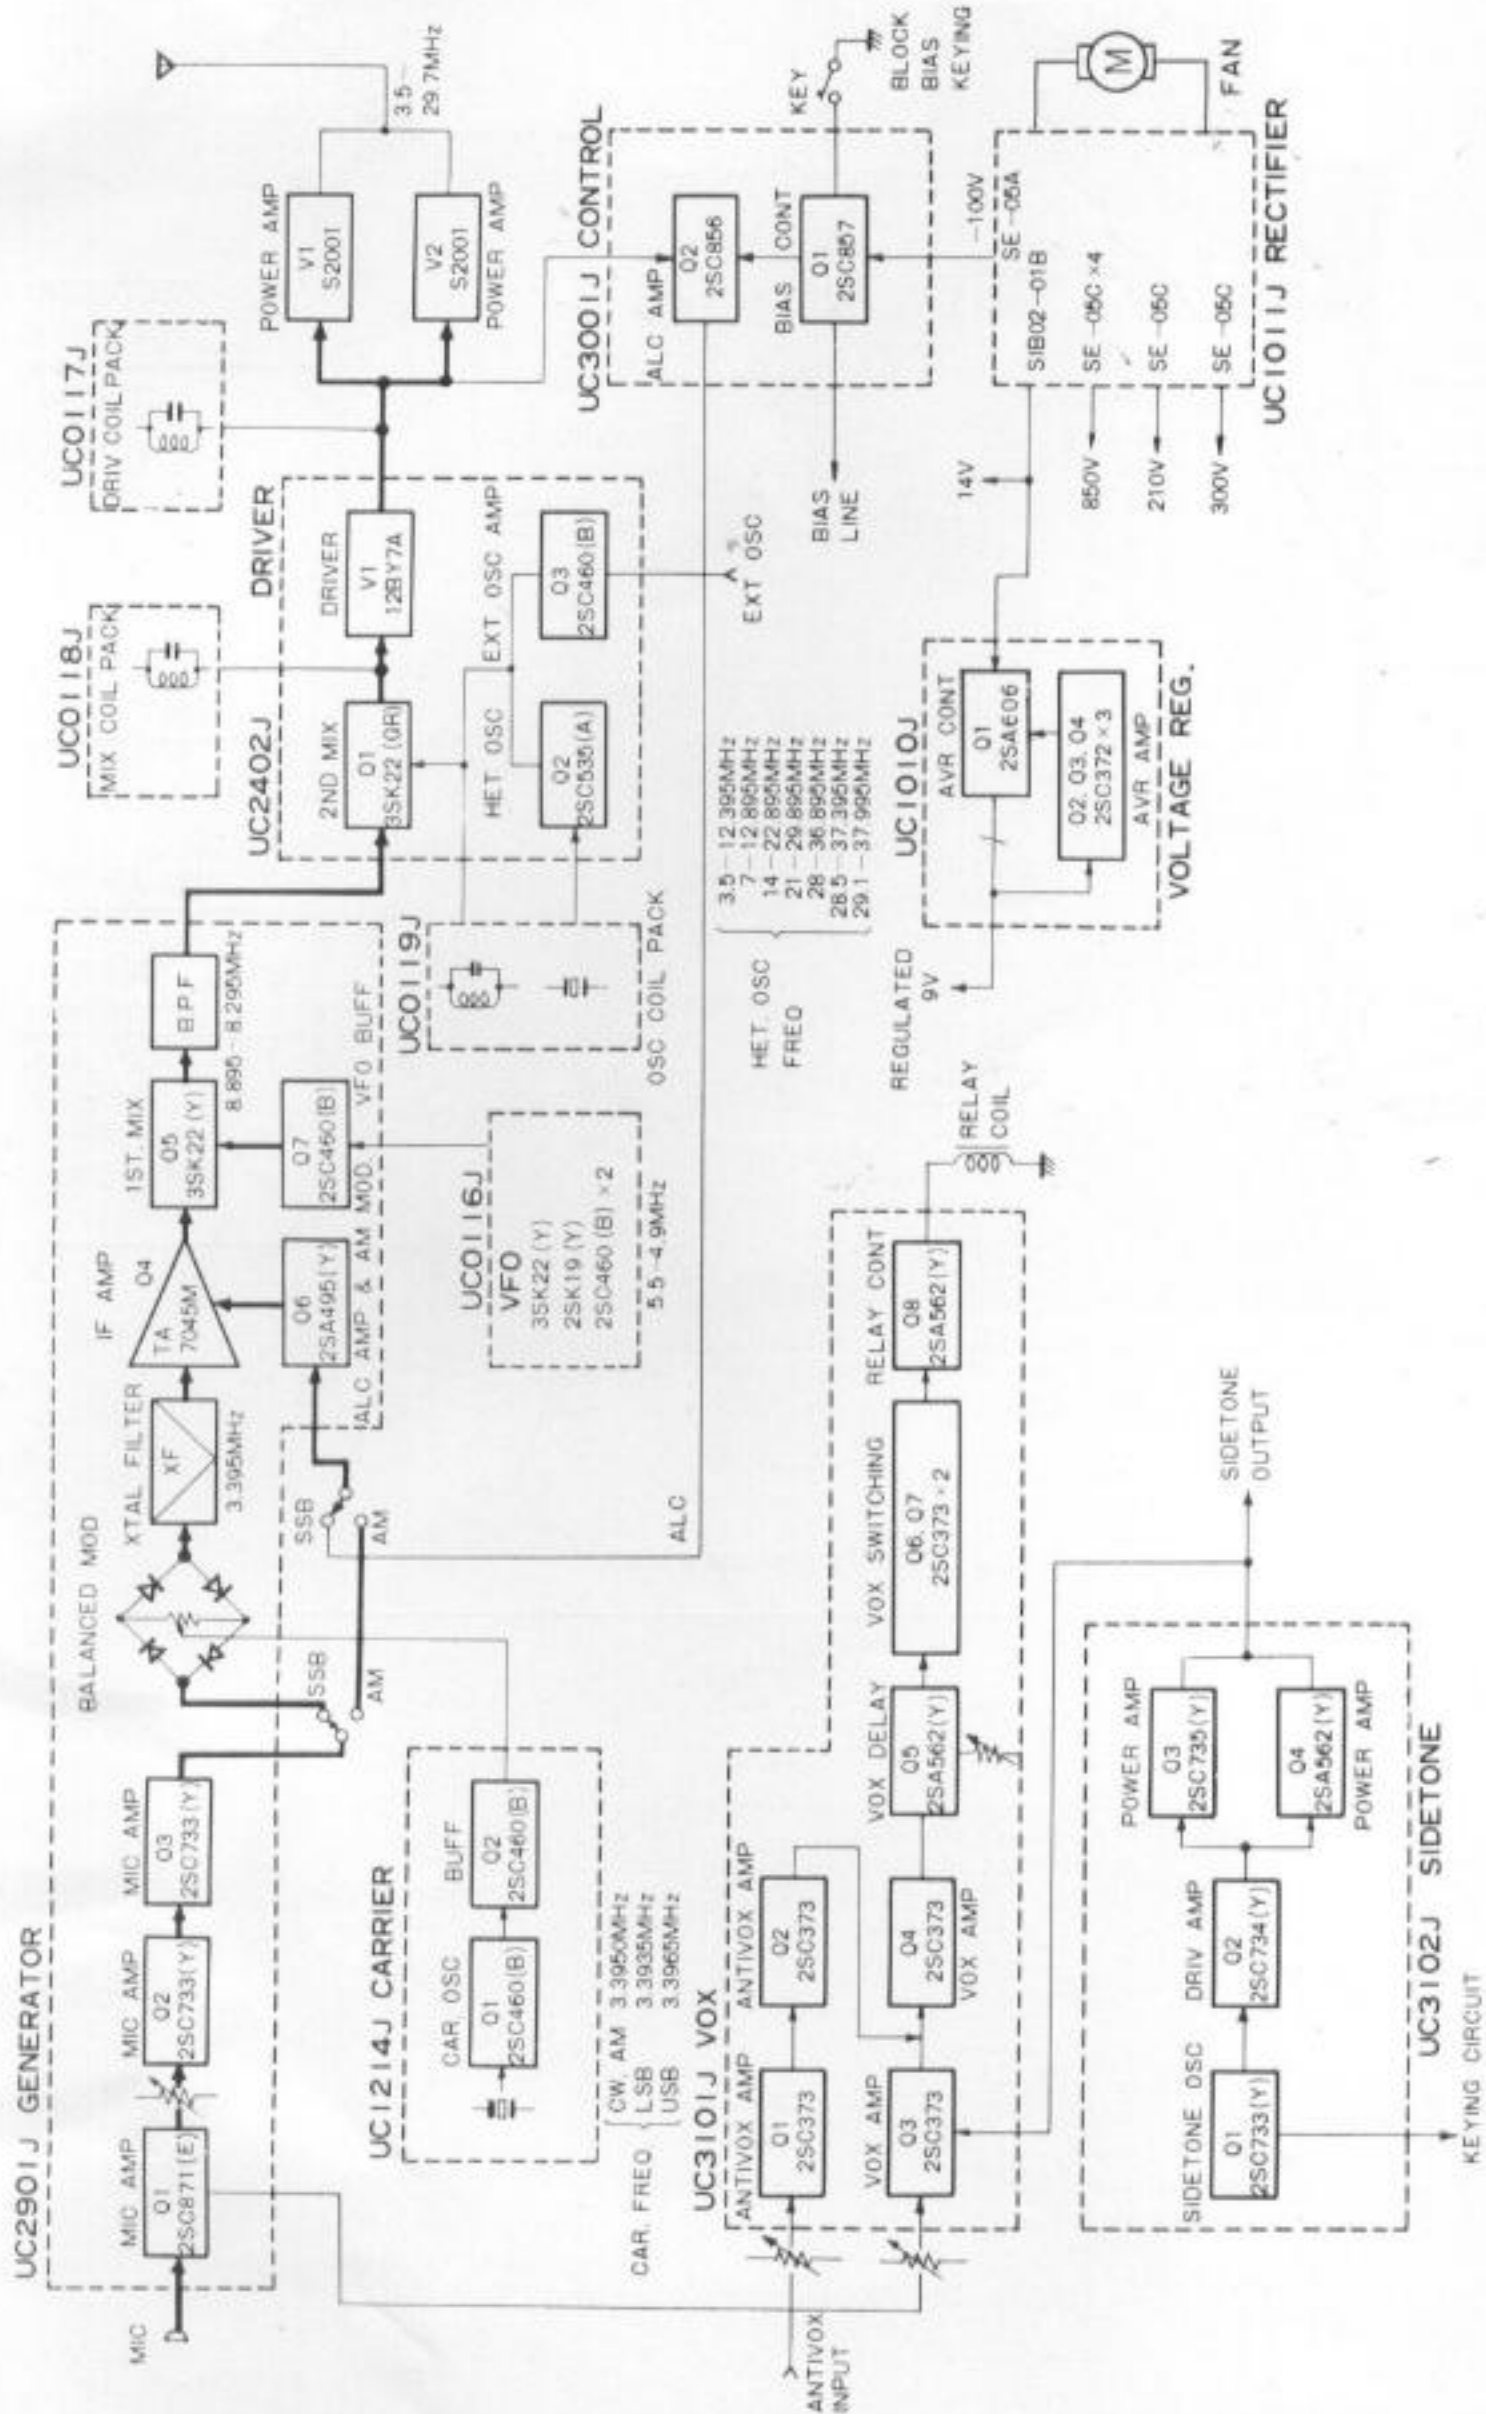 UC2901J GENERATOR
MIC
MIC AMP
Q1
2SC871(E)
MIC AMP
Q2
2SC733(Y)
MIC AMP
Q3
2SC733(Y)
BALANCED MOD
SSB
AM
SSB
AM
XTAL FILTER
XF
3.395MHz
IF AMP
Q4
TA
7045M
Q6
2SA495(Y)
ALC AMP & AM MOD.
1ST. MIX
Q5
3SK22(Y)
Q7
2SC460(B)
VFO BUFF
B.P.F
8.895-8.295MHz
UC0118J
MIX COIL PACK
UC0117J
DRIV COIL PACK
UC2402J
DRIVER
2ND MIX
Q1
3SK22(GR)
DRIVER
V1
12BY7A
HET OSC
Q2
2SC535(A)
EXT OSC AMP
Q3
2SC460(B)
EXT OSC
POWER AMP
V1
S2001
V2
S2001
POWER AMP
3.5-
29.7MHz
UC0119J
OSC COIL PACK
UC0116J
VFO
3SK22(Y)
2SK19(Y)
2SC460(B)×2
5.5-4.9MHz
ALC
HET. OSC
FREQ
3.5-12.395MHz
7-12.895MHz
14-22.895MHz
21-29.895MHz
28-36.895MHz
28.5-37.395MHz
29.1-37.995MHz
UC3001J CONTROL
ALC AMP
Q2
2SC856
BIAS CONT
Q1
2SC857
BIAS
LINE
KEY
BLOCK
BIAS
KEYING
-100V
SE-05A
SIB02-01B
14V
850V
SE-05C×4
210V
SE-05C
300V
SE-05C
UC1011J RECTIFIER
M
FAN
UC1010J
AVR CONT
Q1
2SA606
Q2. Q3. Q4
2SC372×3
AVR AMP
VOLTAGE REG.
REGULATED
9V
UC1214J CARRIER
CAR. OSC
Q1
2SC460(B)
BUFF
Q2
2SC460(B)
CAR. FREQ
CW, AM 3.3950MHz
LSB 3.3935MHz
USB 3.3965MHz
UC3101J VOX
ANTIVOX AMP
Q1
2SC373
ANTIVOX AMP
Q2
2SC373
VOX AMP
Q3
2SC373
Q4
2SC373
VOX AMP
VOX DELAY
Q5
2SA562(Y)
VOX SWITCHING
Q6, Q7
2SC373×2
RELAY CONT
Q8
2SA562(Y)
RELAY
COIL
ANTIVOX
INPUT
SIDETONE OSC
Q1
2SC733(Y)
DRIV AMP
Q2
2SC734(Y)
POWER AMP
Q3
2SC735(Y)
Q4
2SA562(Y)
POWER AMP
SIDETONE
OUTPUT
UC3102J SIDETONE
KEYING CIRCUIT